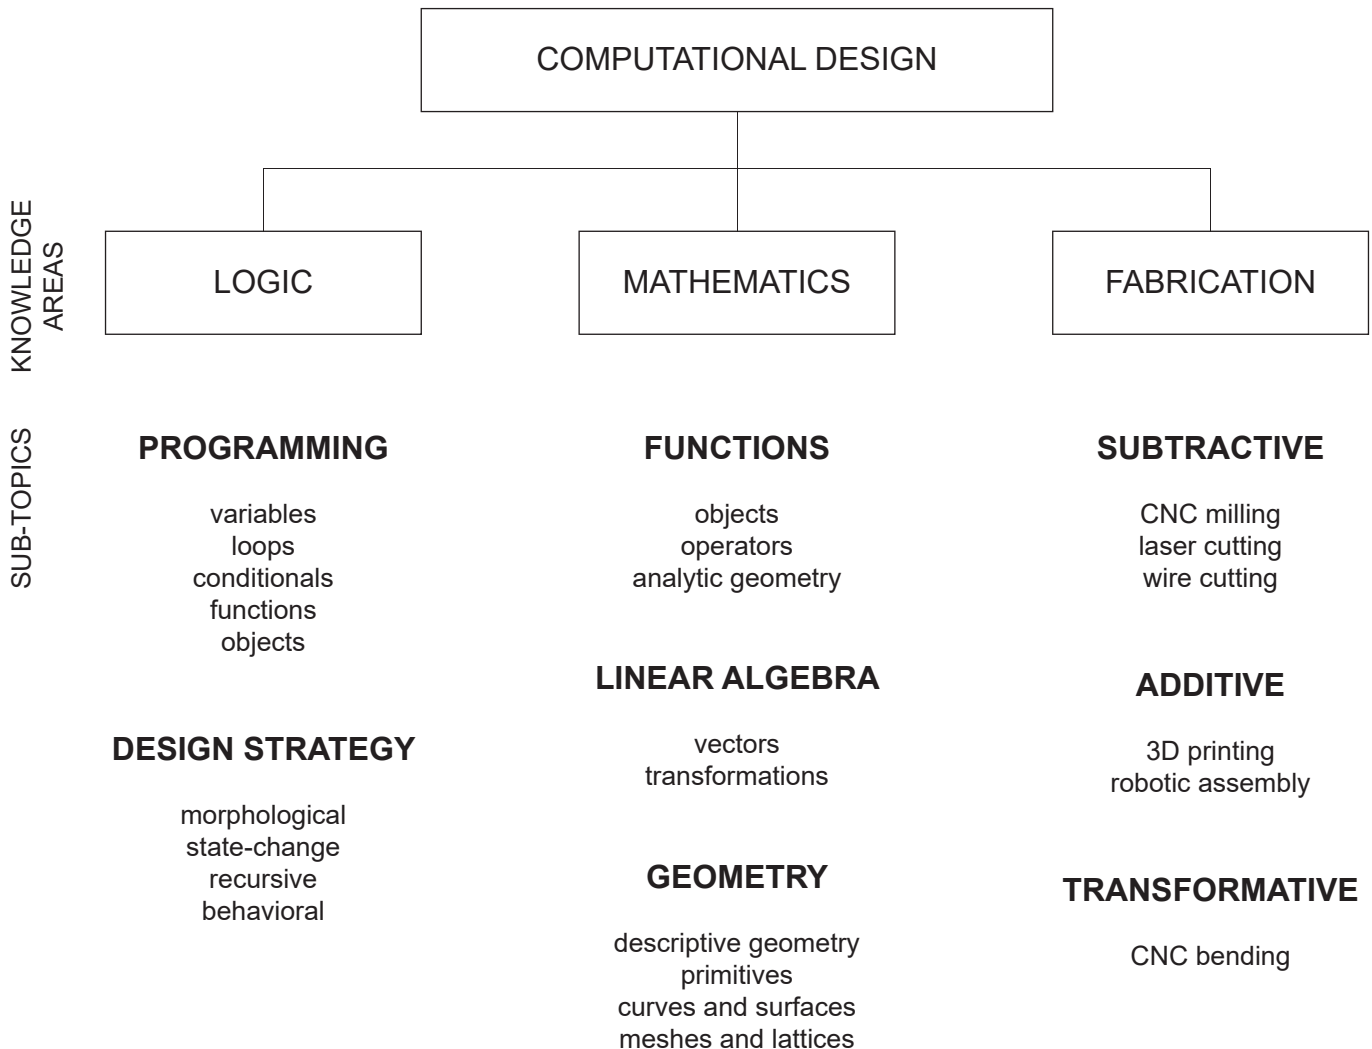 COMPUTATIONAL DESIGN
KNOWLEDGE
AREAS
LOGIC
MATHEMATICS
FABRICATION
SUB-TOPICS
PROGRAMMING
variables
loops
conditionals
functions
objects
DESIGN STRATEGY
morphological
state-change
recursive
behavioral
FUNCTIONS
objects
operators
analytic geometry
LINEAR ALGEBRA
vectors
transformations
GEOMETRY
descriptive geometry
primitives
curves and surfaces
meshes and lattices
SUBTRACTIVE
CNC milling
laser cutting
wire cutting
ADDITIVE
3D printing
robotic assembly
TRANSFORMATIVE
CNC bending